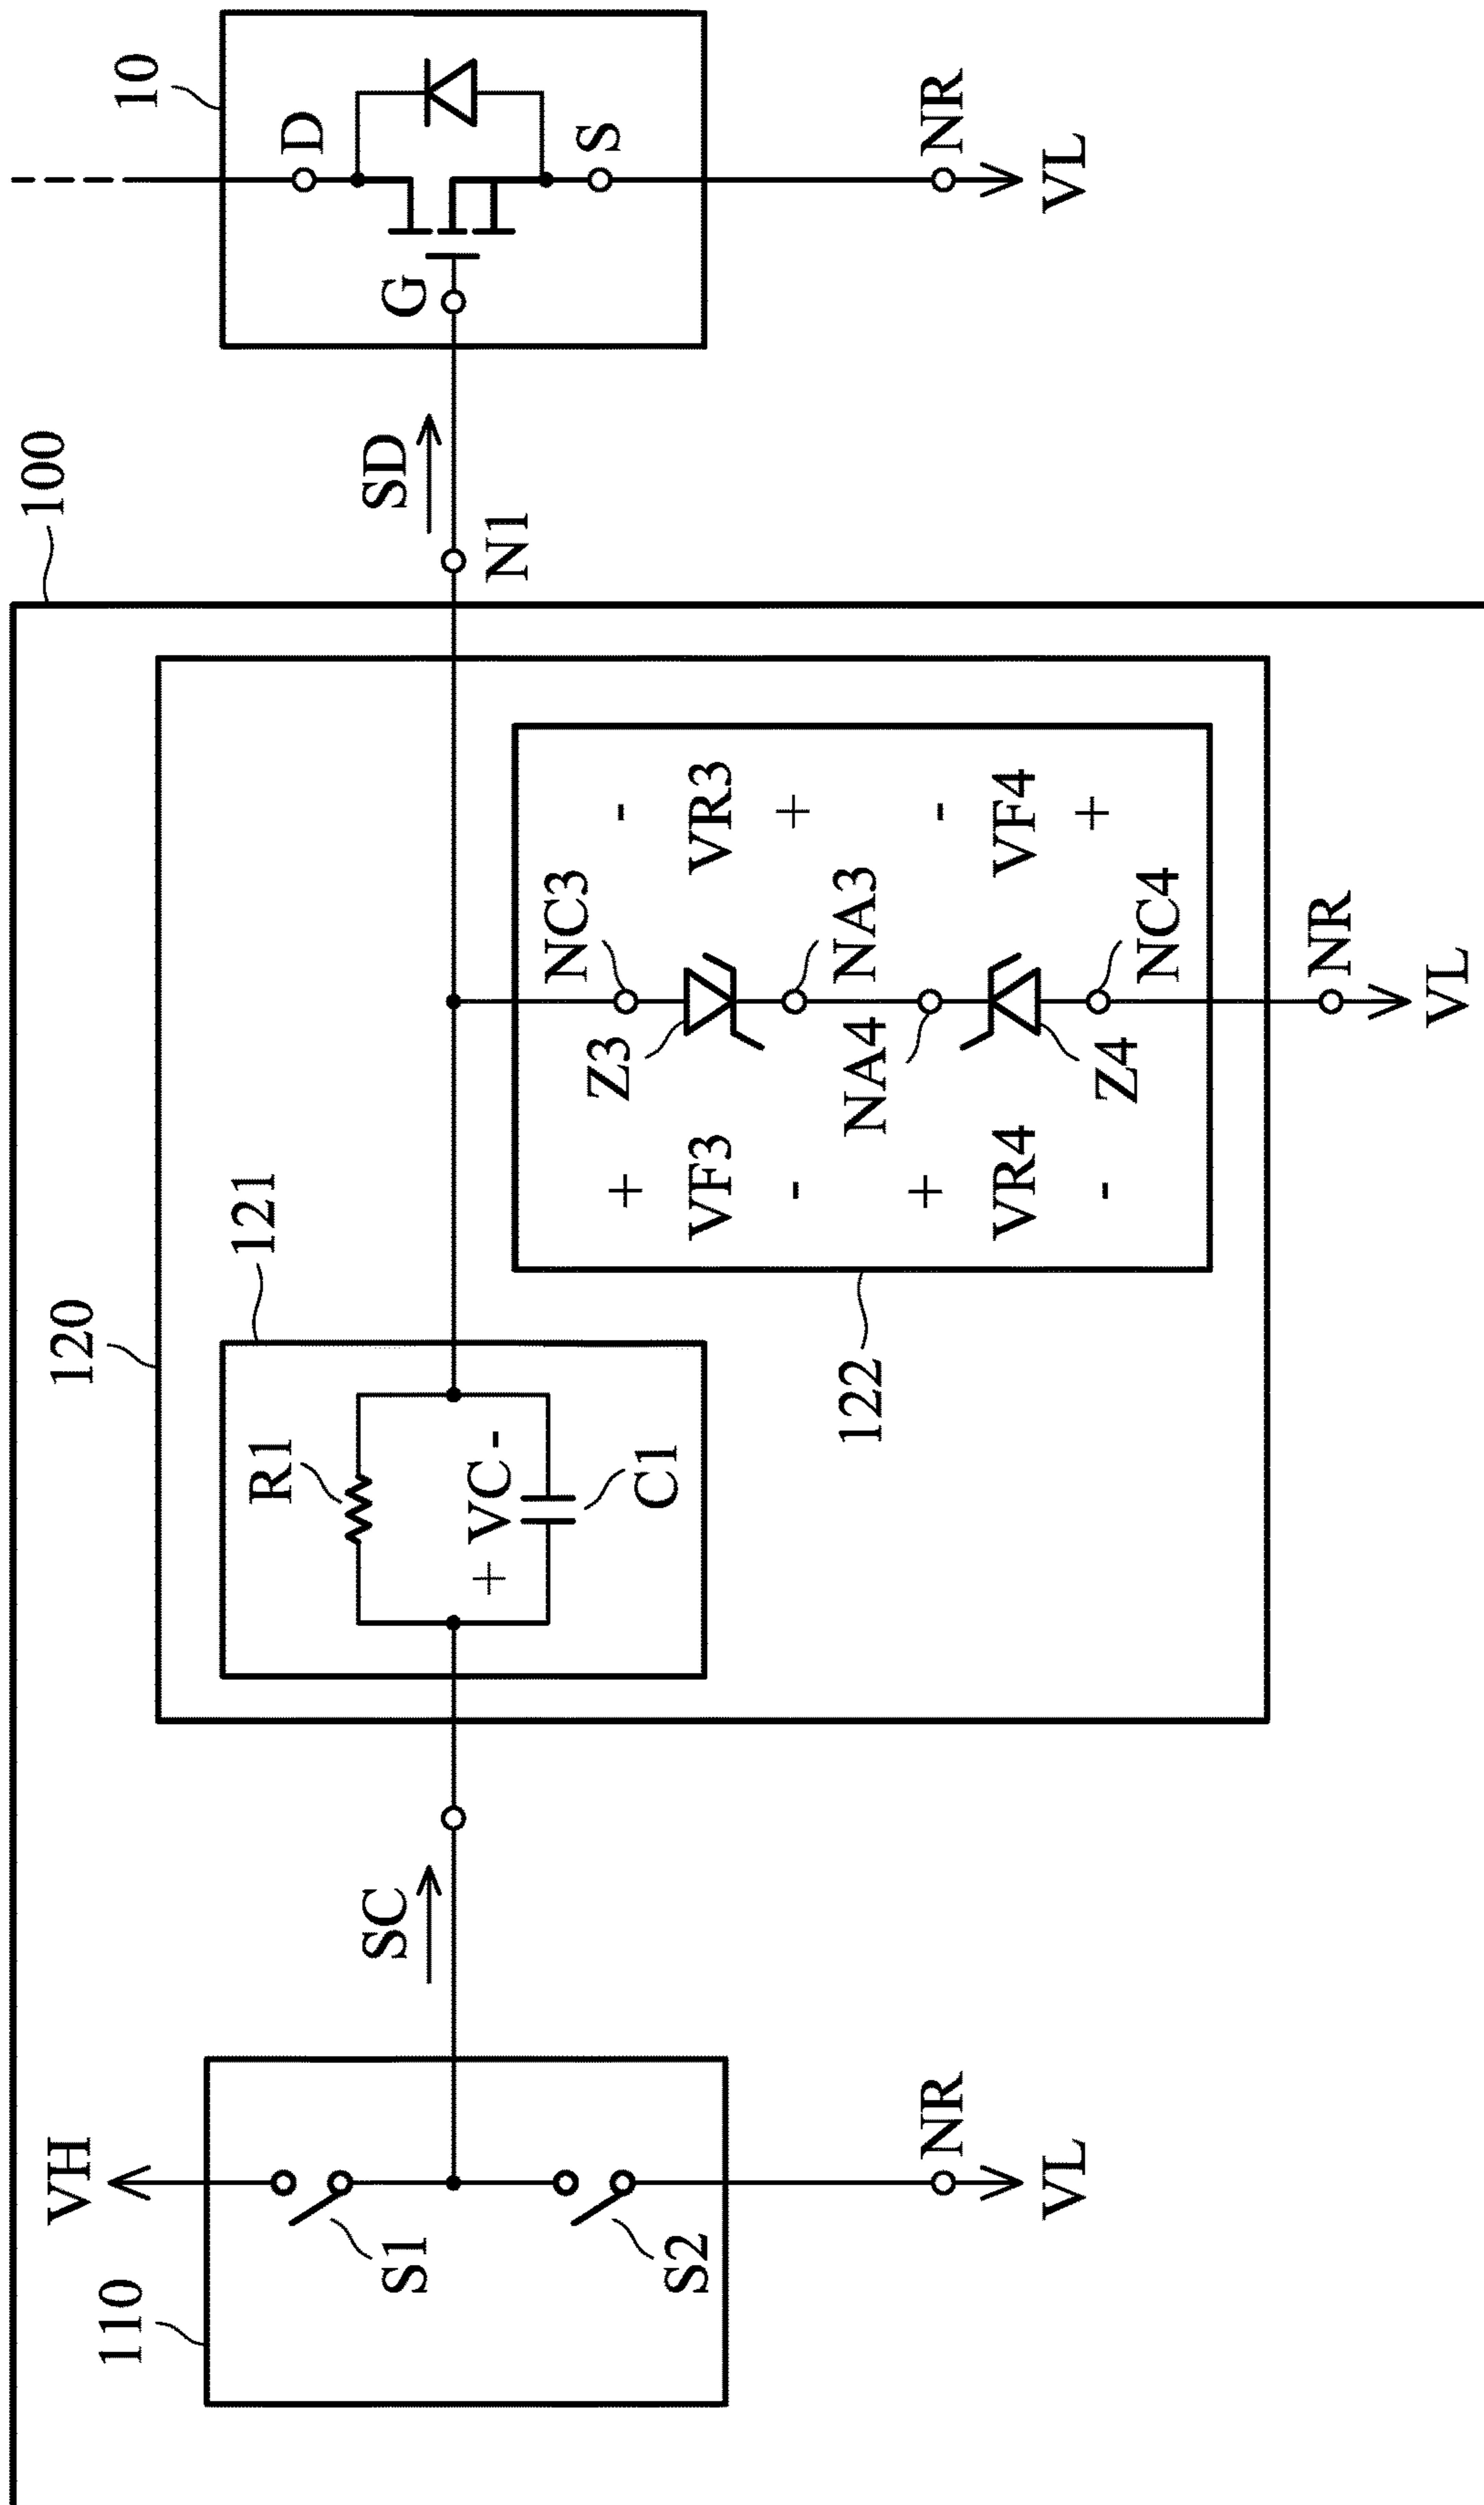 100
110
VH
S1
S2
NR
VL
SC
120
121
R1
+ VC -
C1
122
+
VF3
-
+
VR4
-
Z3
NC3
NA3
NA4
Z4
NC4
-
VR3
+
-
VF4
+
NR
VL
N1
SD
10
D
G
S
NR
VL